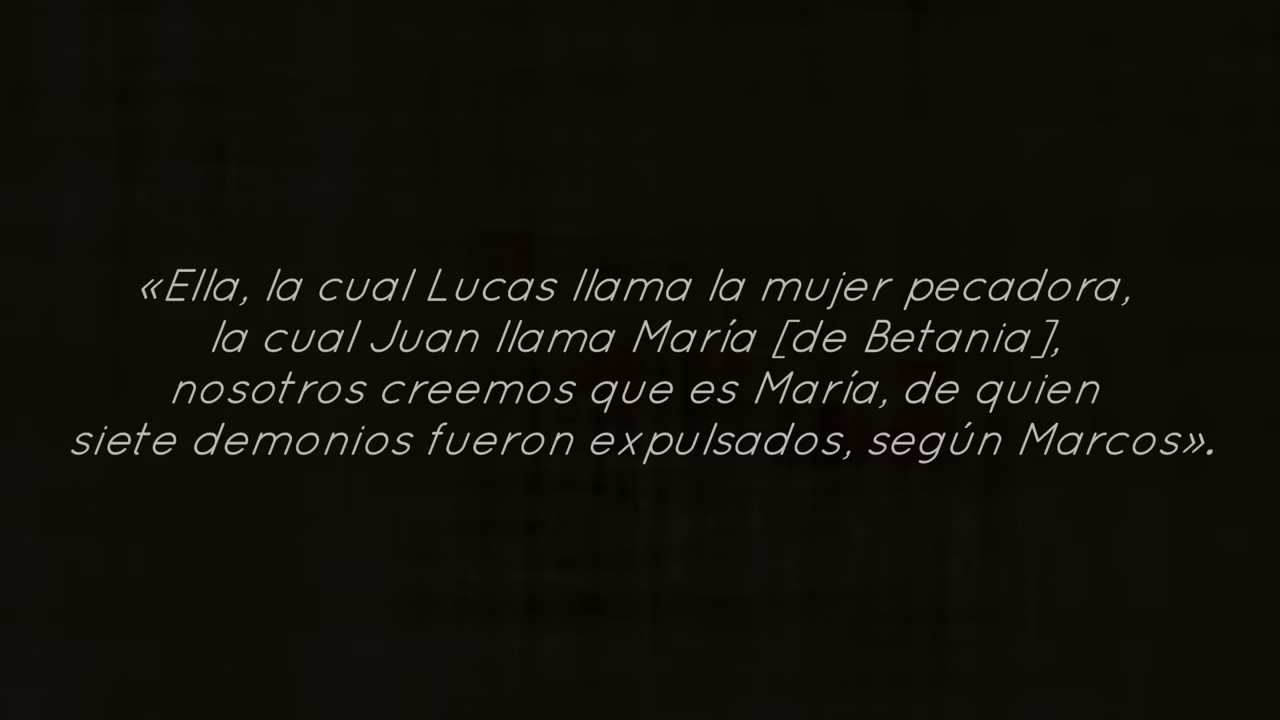 «Ella, la cual Lucas llama la mujer pecadora,
la cual Juan llama María [de Betania],
nosotros creemos que es María, de quien
siete demonios fueron expulsados, según Marcos».